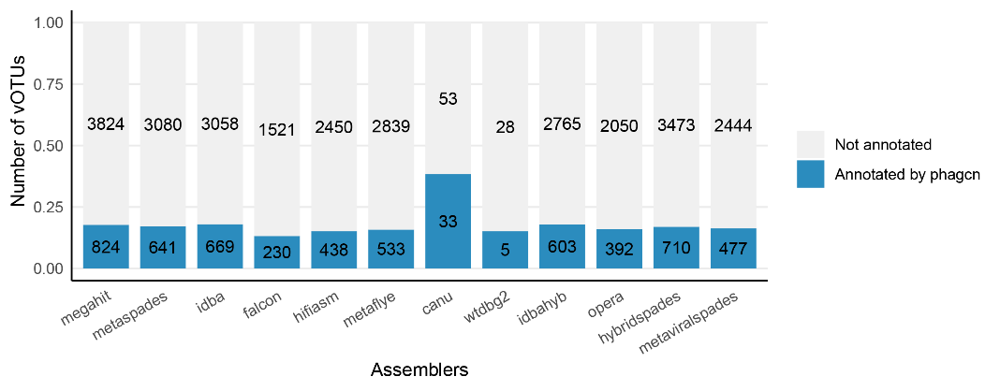 Number of vOTUs
1.00
0.75
0.50
0.25
0.00
3824 3080 3058 1521 2450 2839 53 28 2765 2050 3473 2444
824 641 669 230 438 533 33 5 603 392 710 477
megahit metaspades idba falcon hifiasm metaflye canu wtdbg2 idbahyb opera hybridspades metaviralspades
Assemblers
Not annotated
Annotated by phagcn